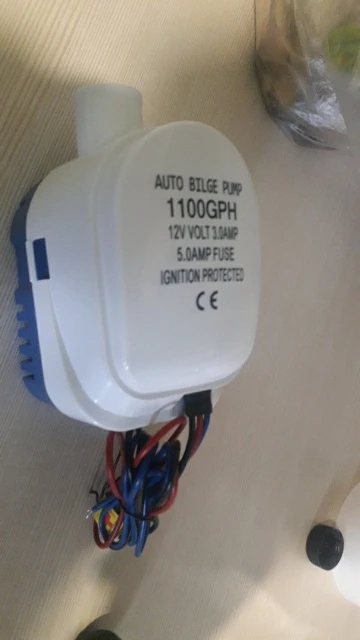 AUTO BILGE PUMP
1100GPH
12V VOLT 3.0AMP
5.0AMP FUSE
IGNITION PROTECTED
CE